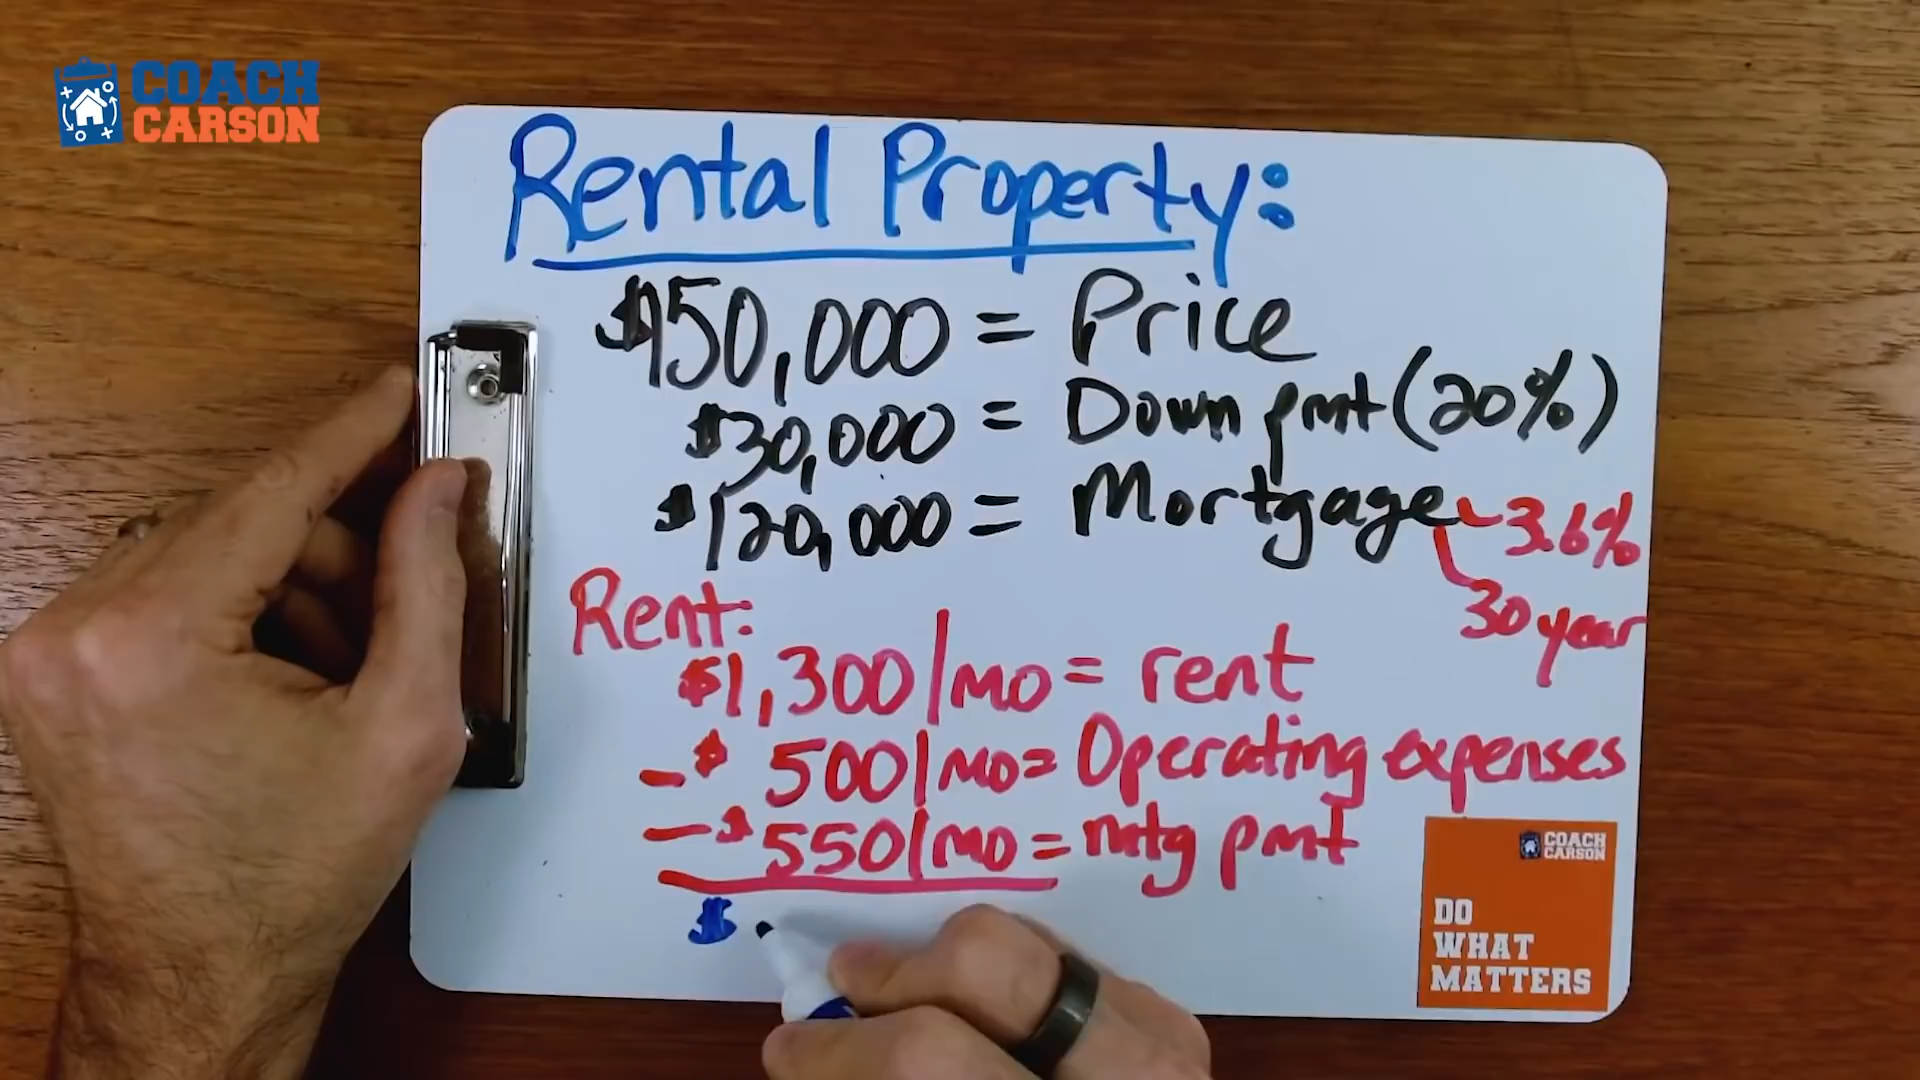 COACH
CARSON
Rental Property:
$150,000 = Price
$30,000 = Down pmt (20%)
$120,000 = Mortgage 3.6%
30 year
Rent:
$1,300/mo = rent
- $ 500/mo = Operating expenses
- $ 550/mo = mtg pmt
$
COACH
CARSON
DO
WHAT
MATTERS